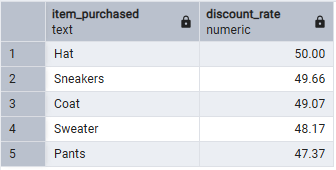 item_purchased discount_rate
text numeric
1 Hat 50.00
2 Sneakers 49.66
3 Coat 49.07
4 Sweater 48.17
5 Pants 47.37